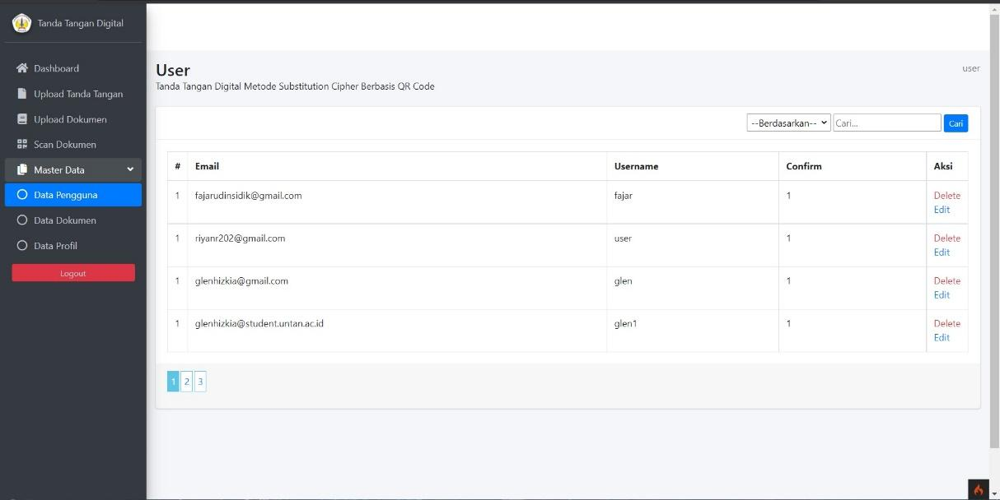 Tanda Tangan Digital
Dashboard
Upload Tanda Tangan
Upload Dokumen
Scan Dokumen
Master Data
Data Pengguna
Data Dokumen
Data Profil
Logout
User
user
Tanda Tangan Digital Metode Substitution Cipher Berbasis QR Code
--Berdasarkan-- Cari... Cari
# Email Username Confirm Aksi
1 fajarudinsidik@gmail.com fajar 1 Delete
Edit
1 riyanr202@gmail.com user 1 Delete
Edit
1 glenhizkia@gmail.com glen 1 Delete
Edit
1 glenhizkia@student.untan.ac.id glen1 1 Delete
Edit
1 2 3